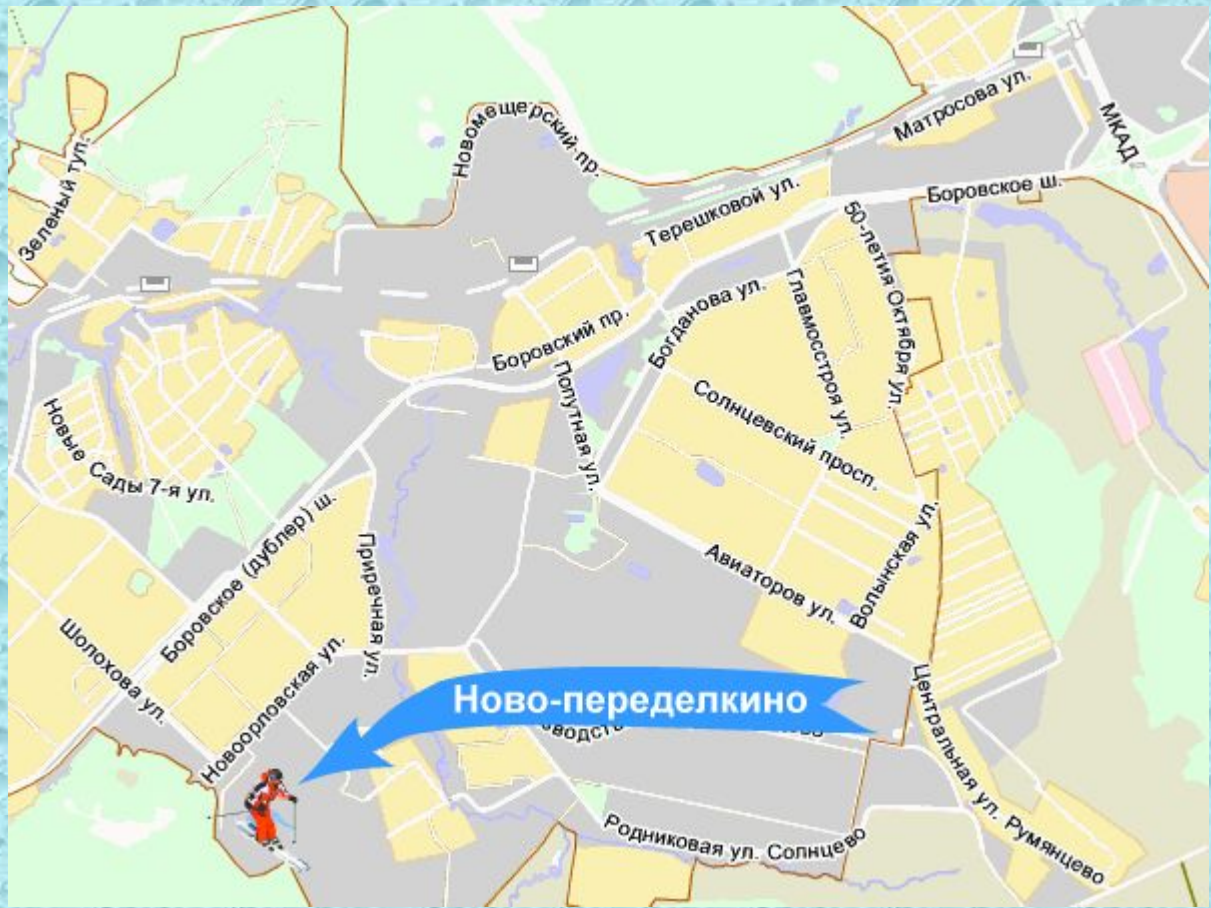 Матросова ул.
МКАД
Новомещерский пр.
Зеленый туп.
Боровское ш.
Терешковой ул.
50-летия Октября ул.
Богданова ул.
Главмосстроя ул.
Боровский пр.
Попутная ул.
Солнцевский просп.
Новые Сады 7-я ул.
Боровское (дублер) ш.
Приречная ул.
Авиаторов ул.
Волынская ул.
Шолохова ул.
Новоорловская ул.
Ново-переделкино
Центральная ул. Румянцево
Родниковая ул. Солнцево